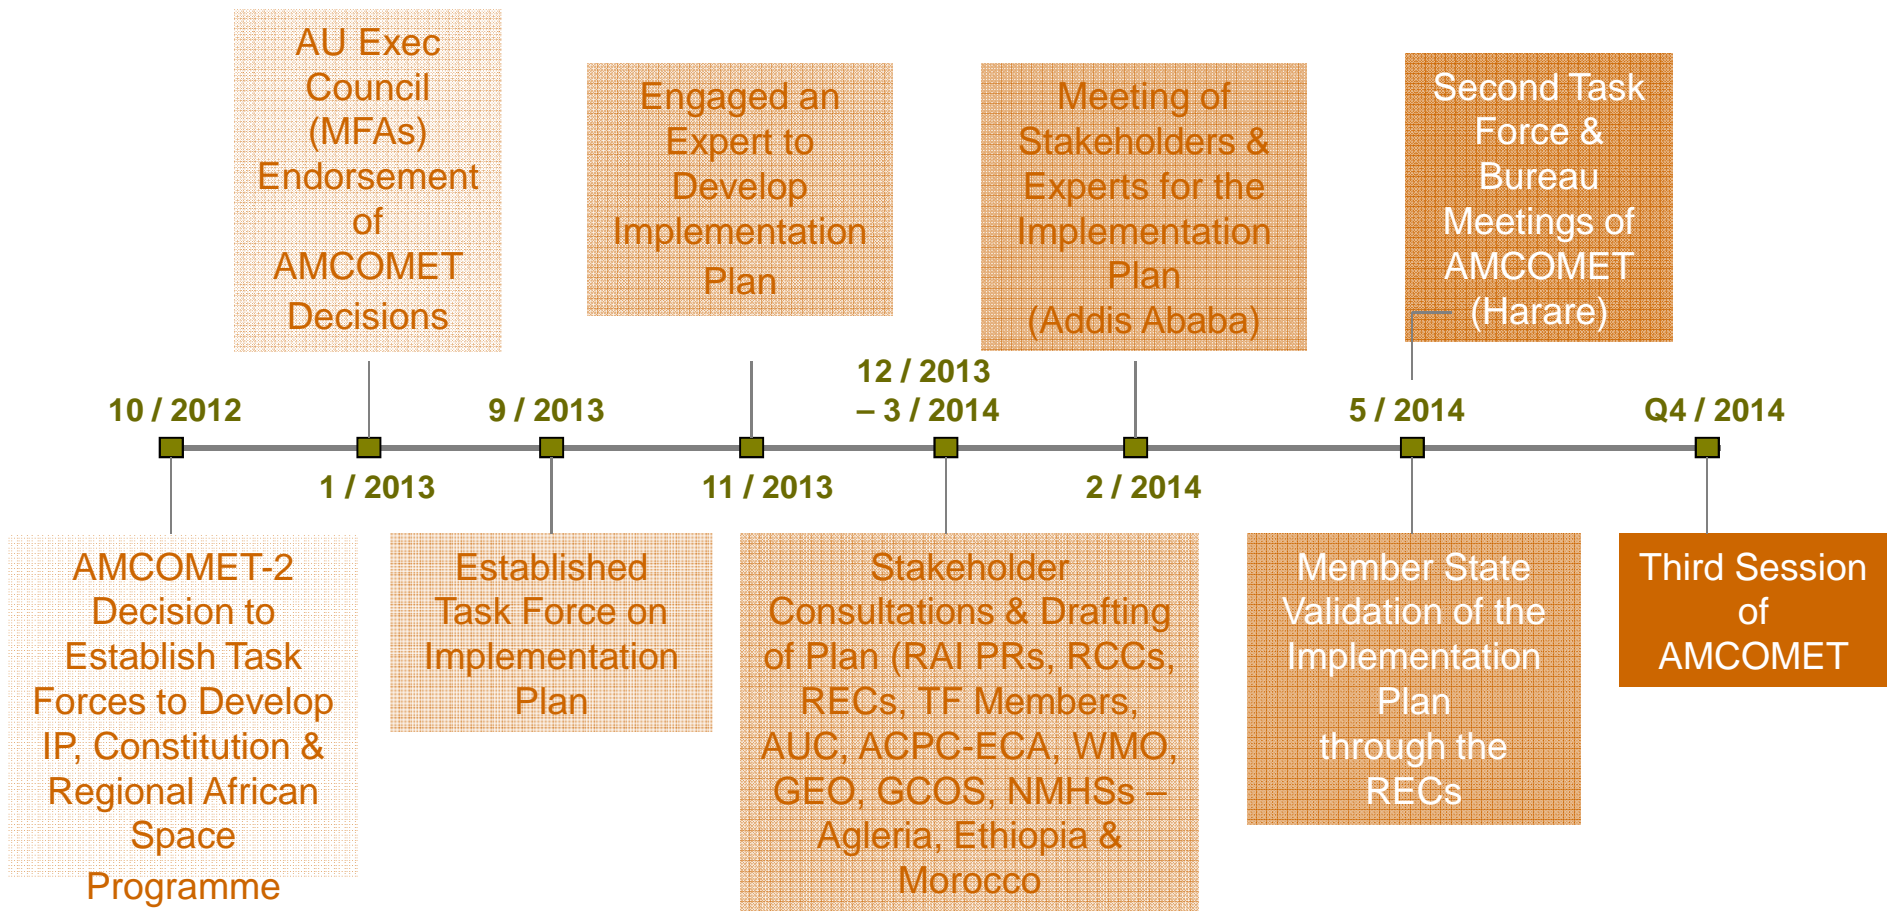 AU Exec
Council
(MFAs)
Endorsement
of
AMCOMET
Decisions
Engaged an
Expert to
Develop
Implementation
Plan
Meeting of
Stakeholders &
Experts for the
Implementation
Plan
(Addis Ababa)
Second Task
Force &
Bureau
Meetings of
AMCOMET
(Harare)
10 / 2012
9 / 2013
12 / 2013
– 3 / 2014
5 / 2014
Q4 / 2014
1 / 2013
11 / 2013
2 / 2014
AMCOMET-2
Decision to
Establish Task
Forces to Develop
IP, Constitution &
Regional African
Space
Programme
Established
Task Force on
Implementation
Plan
Stakeholder
Consultations & Drafting
of Plan (RAI PRs, RCCs,
RECs, TF Members,
AUC, ACPC-ECA, WMO,
GEO, GCOS, NMHSs –
Agleria, Ethiopia &
Morocco
Member State
Validation of the
Implementation
Plan
through the
RECs
Third Session
of
AMCOMET